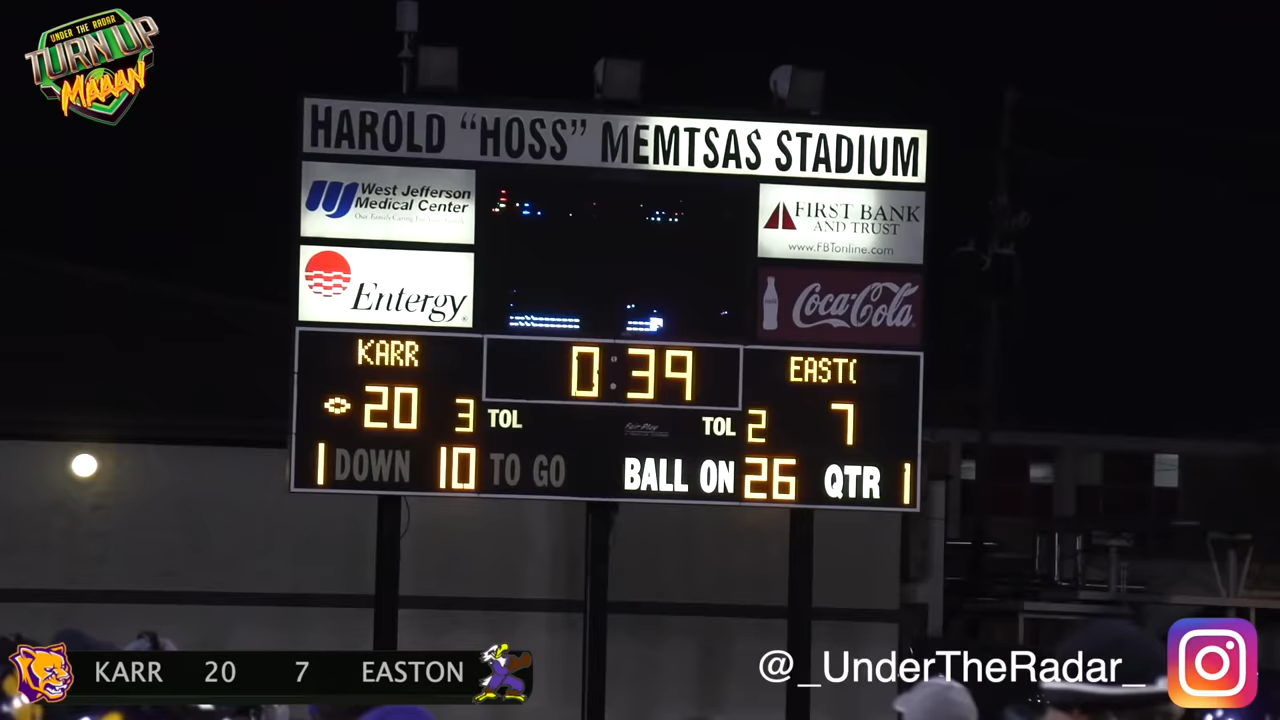 UNDER THE RADAR
TURN UP
MAAAN
HAROLD “HOSS” MEMTSAS STADIUM
West Jefferson
Medical Center
FIRST BANK
AND TRUST
www.FBTonline.com
Entergy®
Coca-Cola
KARR 0:39 EAST(
20 3 TOL TOL 2 7
1 DOWN 10 TO GO BALL ON 26 QTR 1
KARR 20 7 EASTON
@_UnderTheRadar_